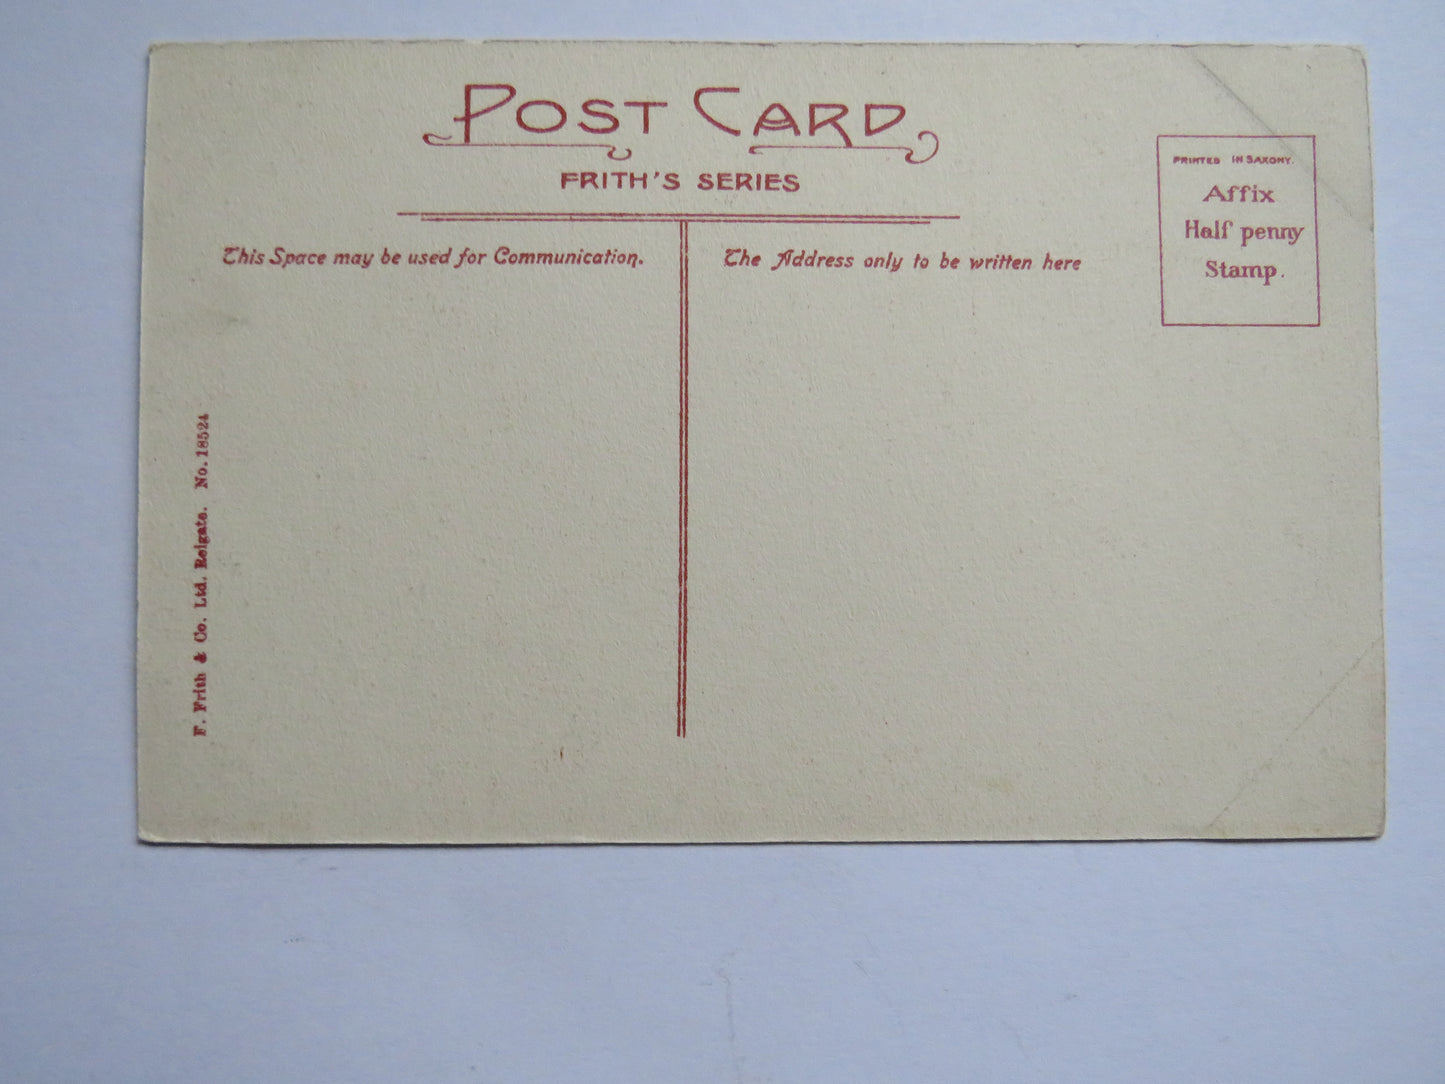 POST CARD
FRITH'S SERIES
This Space may be used for Communication.
The Address only to be written here
PRINTED IN SAXONY.
Affix
Half penny
Stamp.
F. Frith & Co. Ltd. Reigate. No. 18524